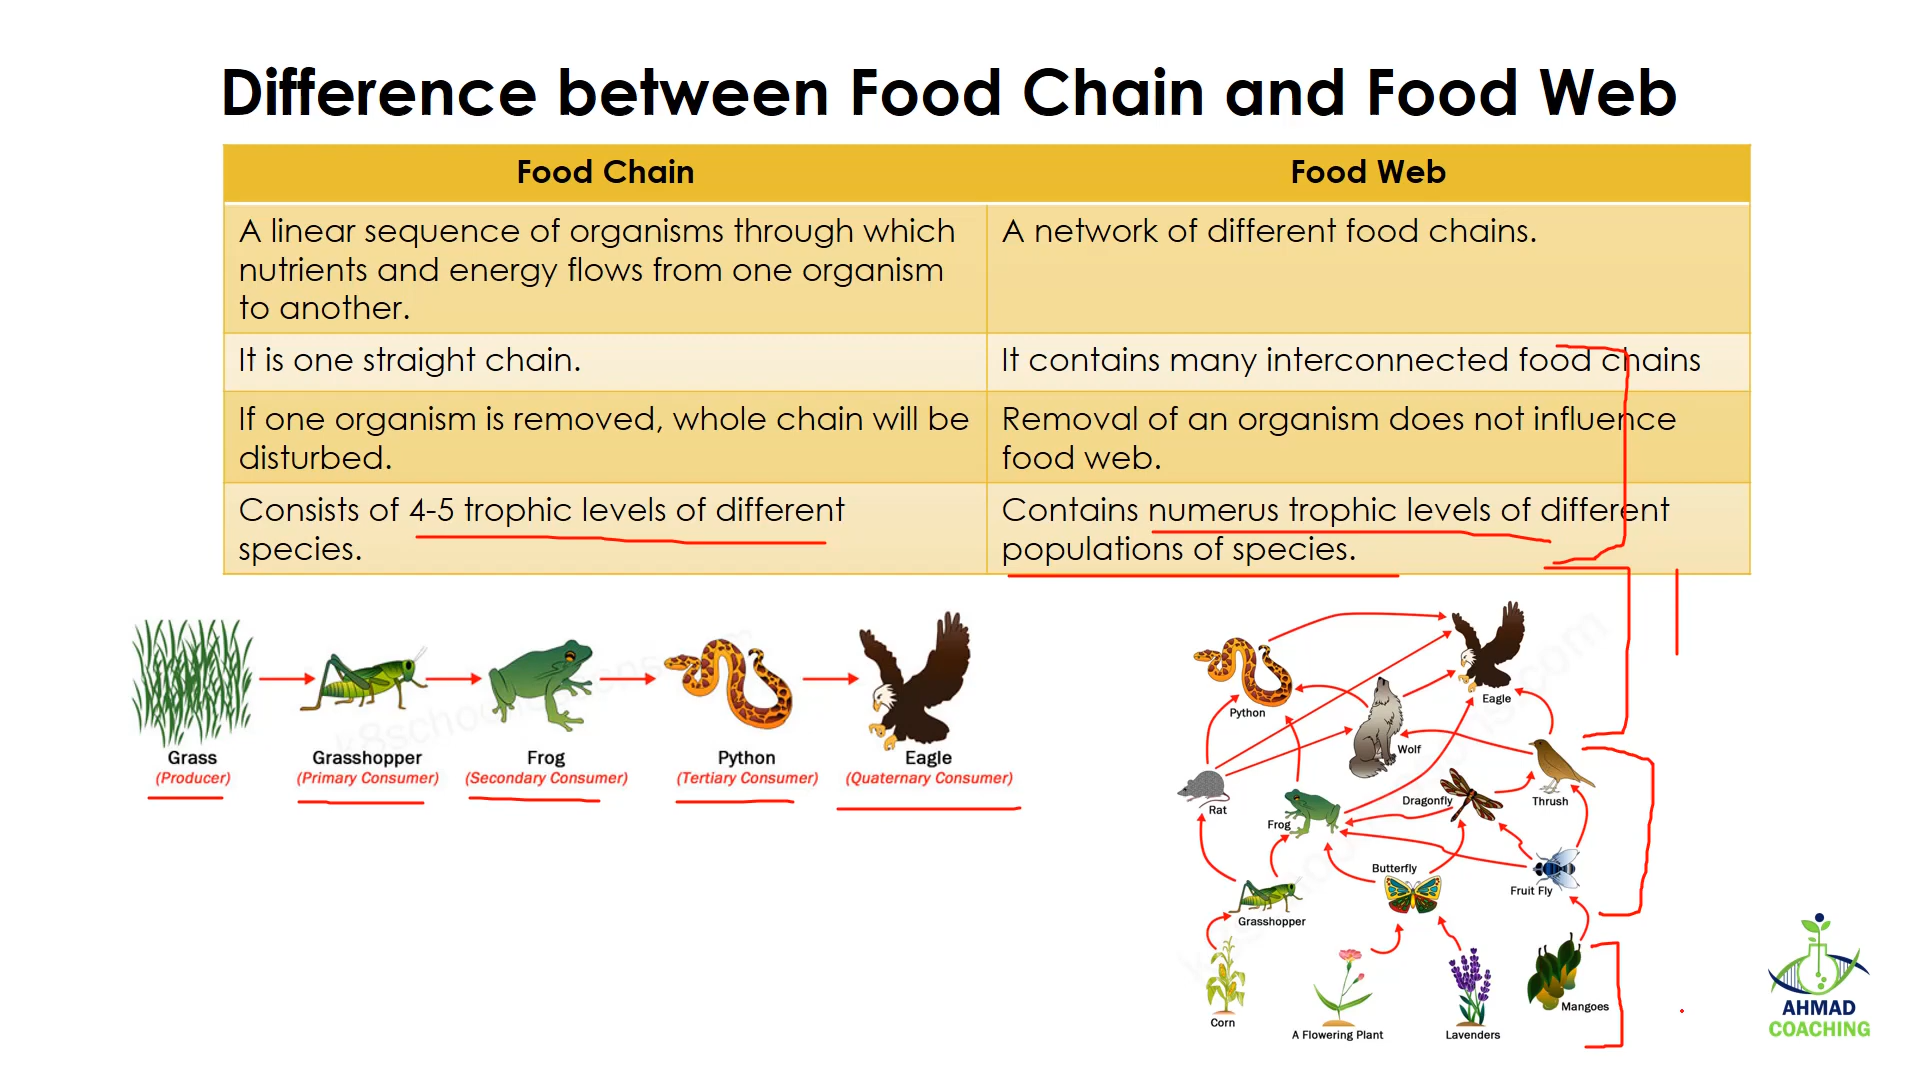 Difference between Food Chain and Food Web
Food Chain
Food Web
A linear sequence of organisms through which
nutrients and energy flows from one organism
to another.
A network of different food chains.
It is one straight chain.
It contains many interconnected food chains
If one organism is removed, whole chain will be
disturbed.
Removal of an organism does not influence
food web.
Consists of 4-5 trophic levels of different
species.
Contains numerus trophic levels of different
populations of species.
Grass
(Producer)
Grasshopper
(Primary Consumer)
Frog
(Secondary Consumer)
Python
(Tertiary Consumer)
Eagle
(Quaternary Consumer)
Eagle
Python
Wolf
Rat
Frog
Dragonfly
Thrush
Butterfly
Fruit Fly
Grasshopper
Corn
A Flowering Plant
Lavenders
Mangoes
AHMAD
COACHING